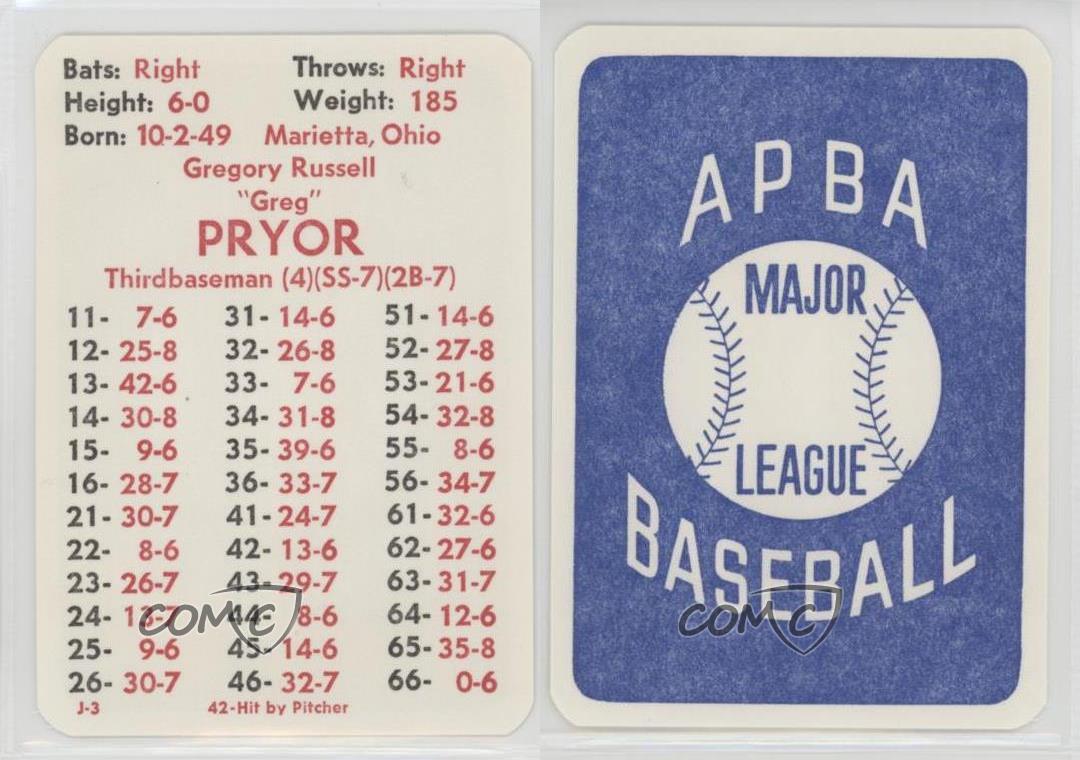 Bats: Right Throws: Right
Height: 6-0 Weight: 185
Born: 10-2-49 Marietta, Ohio
Gregory Russell
"Greg"
PRYOR
Thirdbaseman (4)(SS-7)(2B-7)
11- 7-6 31- 14-6 51- 14-6
12- 25-8 32- 26-8 52- 27-8
13- 42-6 33- 7-6 53- 21-6
14- 30-8 34- 31-8 54- 32-8
15- 9-6 35- 39-6 55- 8-6
16- 28-7 36- 33-7 56- 34-7
21- 30-7 41- 24-7 61- 32-6
22- 8-6 42- 13-6 62- 27-6
23- 26-7 43- 29-7 63- 31-7
24- 13-7 44- 8-6 64- 12-6
25- 9-6 45- 14-6 65- 35-8
26- 30-7 46- 32-7 66- 0-6
J-3 42-Hit by Pitcher
COMC
APBA
MAJOR
LEAGUE
BASEBALL
COMC